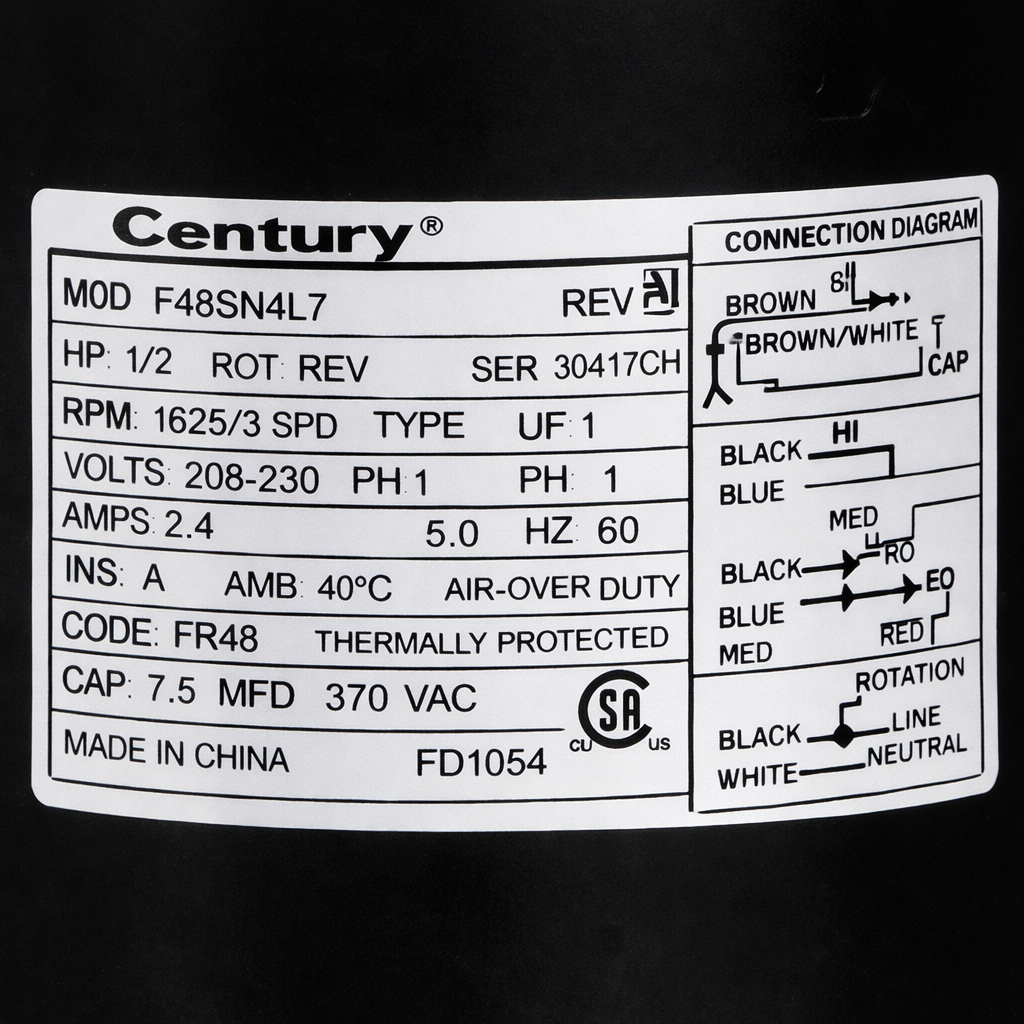 Century®
MOD F48SN4L7 REV
HP: 1/2 ROT: REV SER 30417CH
RPM: 1625/3 SPD TYPE UF: 1
VOLTS: 208-230 PH: 1 PH: 1
AMPS: 2.4 5.0 HZ: 60
INS: A AMB: 40°C AIR-OVER DUTY
CODE: FR48 THERMALLY PROTECTED
CAP: 7.5 MFD 370 VAC
CU SA US
MADE IN CHINA FD1054
CONNECTION DIAGRAM
BROWN
BROWN/WHITE
CAP
HI
BLACK
BLUE
MED
RO
BLACK
EO
BLUE
RED
MED
ROTATION
BLACK LINE
WHITE NEUTRAL